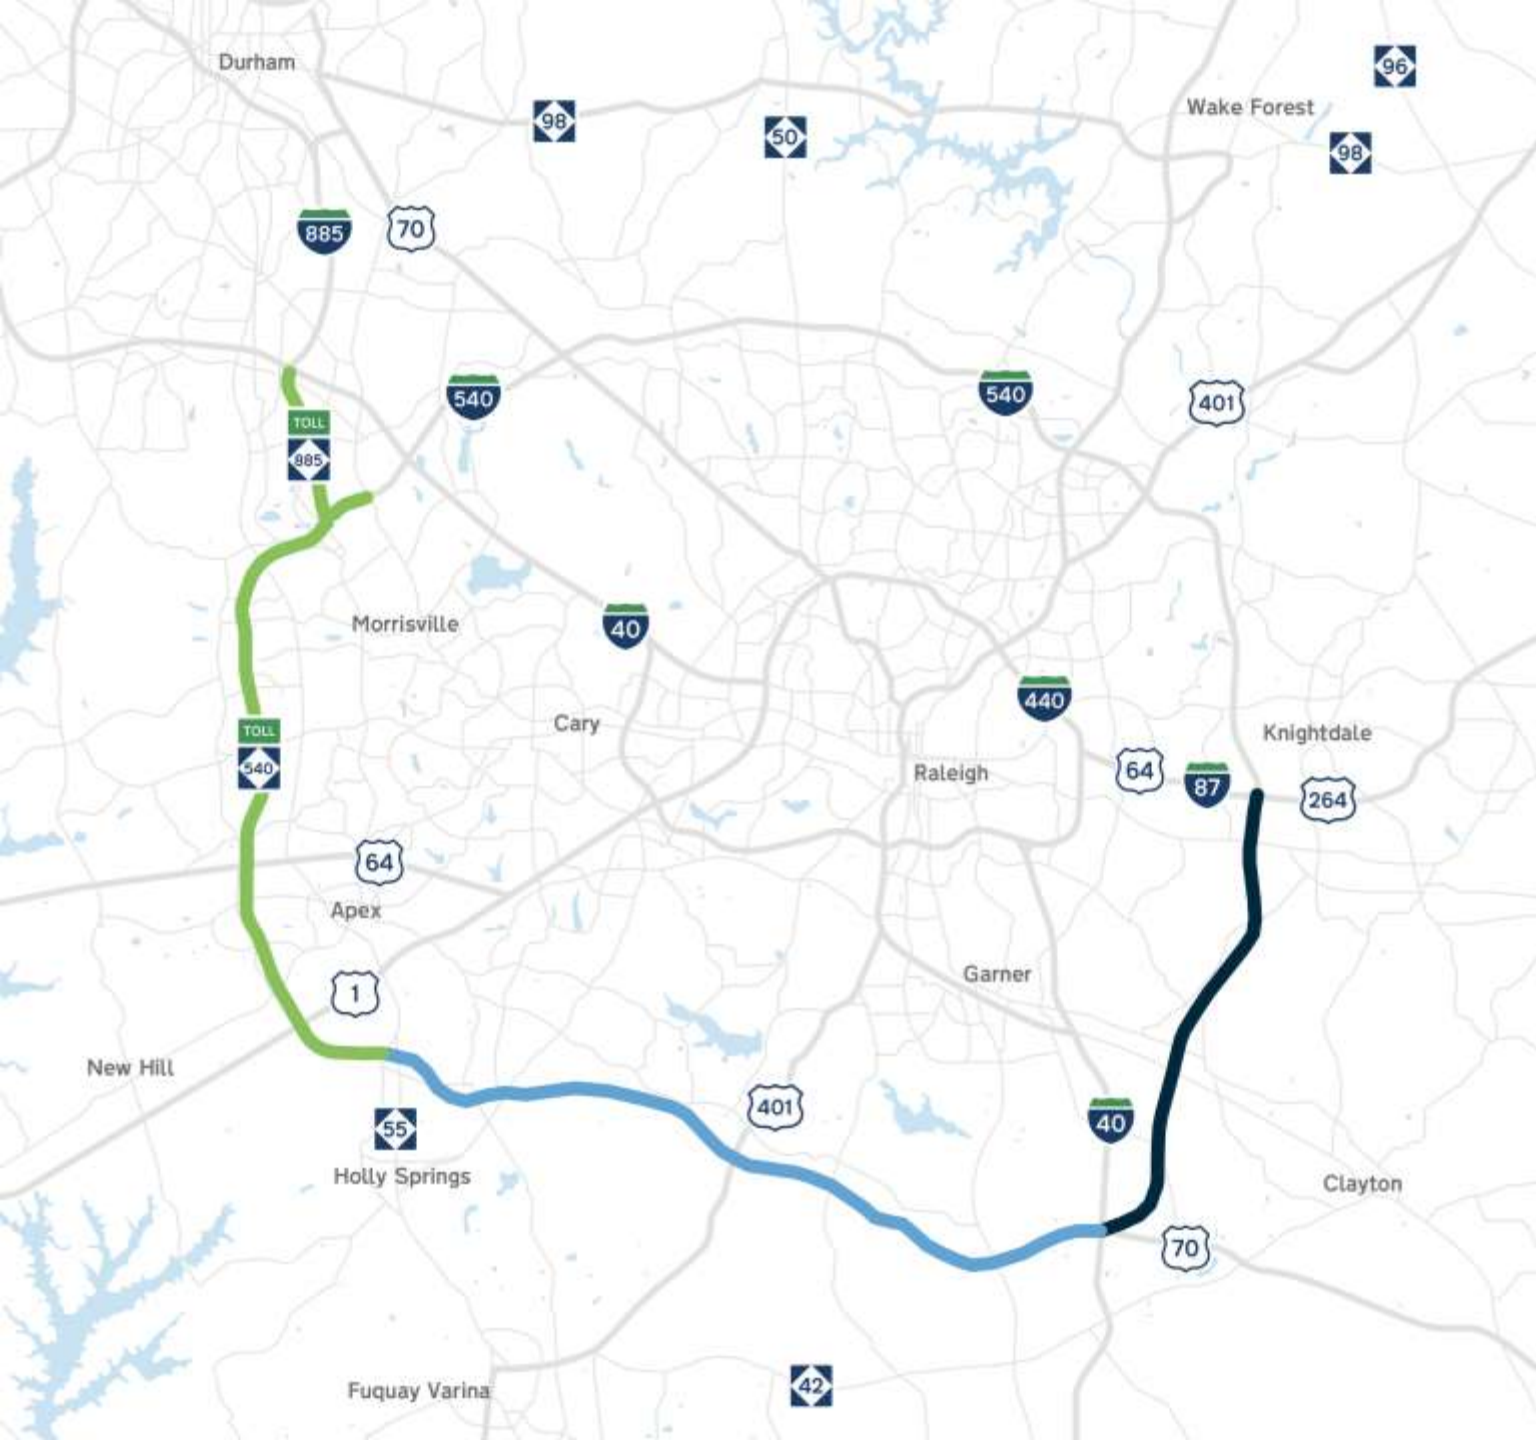 Durham
96
Wake Forest
98
50
98
885
70
540
540
401
TOLL
885
Morrisville
40
440
Cary
TOLL
540
Knightdale
Raleigh
64
87
264
64
Apex
Garner
1
New Hill
401
40
55
Holly Springs
Clayton
70
Fuquay Varina
42